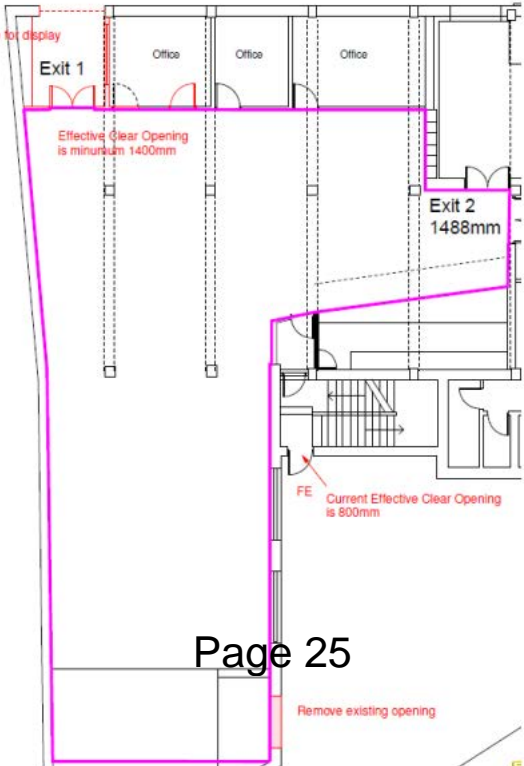 for display
Exit 1
Office
Office
Office
Effective Clear Opening
is minumum 1400mm
Exit 2
1488mm
FE
Current Effective Clear Opening
is 800mm
Page 25
Remove existing opening